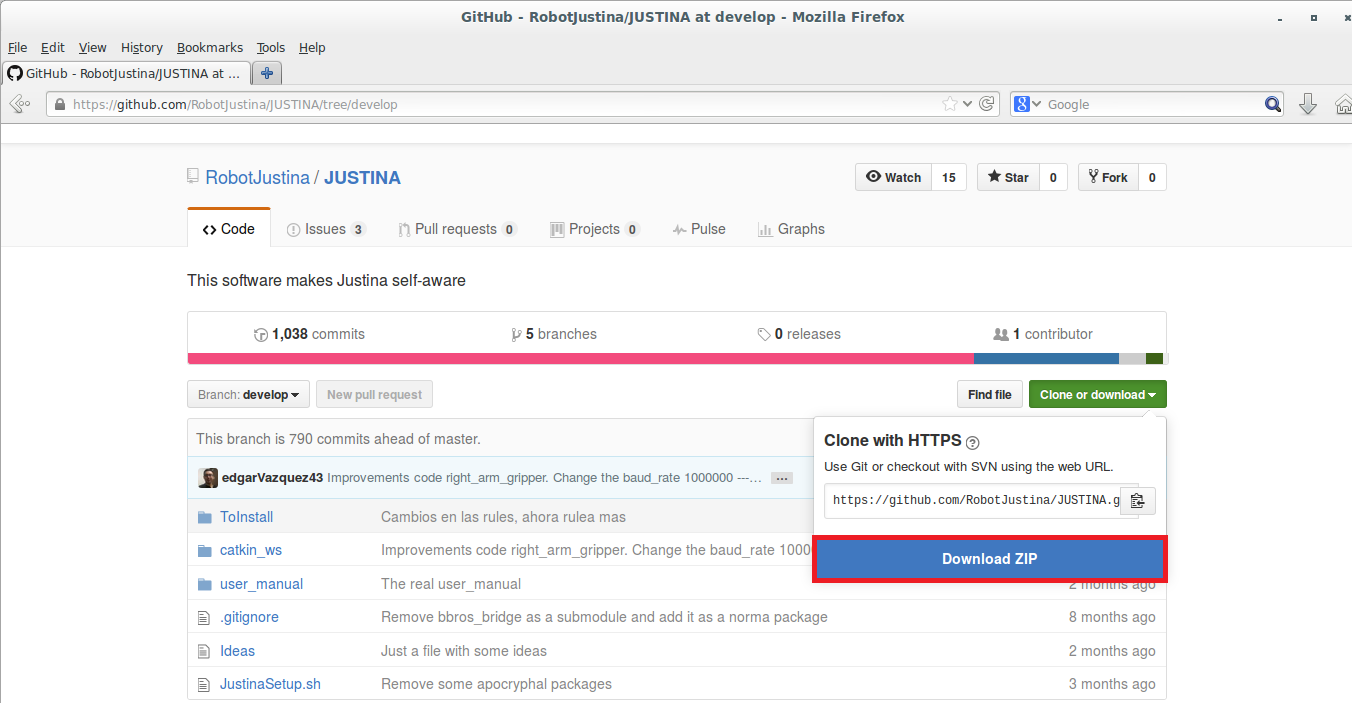 GitHub - RobotJustina/JUSTINA at develop - Mozilla Firefox
File Edit View History Bookmarks Tools Help
GitHub - RobotJustina/JUSTINA at ...
https://github.com/RobotJustina/JUSTINA/tree/develop
8 Google
RobotJustina / JUSTINA
Watch 15 Star 0 Fork 0
Code Issues 3 Pull requests 0 Projects 0 Pulse Graphs
This software makes Justina self-aware
1,038 commits 5 branches 0 releases 1 contributor
Branch: develop New pull request Find file Clone or download
This branch is 790 commits ahead of master.
edgarVazquez43 Improvements code right_arm_gripper. Change the baud_rate 1000000 ---... ...
Clone with HTTPS ?
Use Git or checkout with SVN using the web URL.
https://github.com/RobotJustina/JUSTINA.g
Download ZIP
ToInstall Cambios en las rules, ahora rulea mas
catkin_ws Improvements code right_arm_gripper. Change the baud_rate 1000
user_manual The real user_manual 2 months ago
.gitignore Remove bbros_bridge as a submodule and add it as a norma package 8 months ago
Ideas Just a file with some ideas 2 months ago
JustinaSetup.sh Remove some apocryphal packages 3 months ago